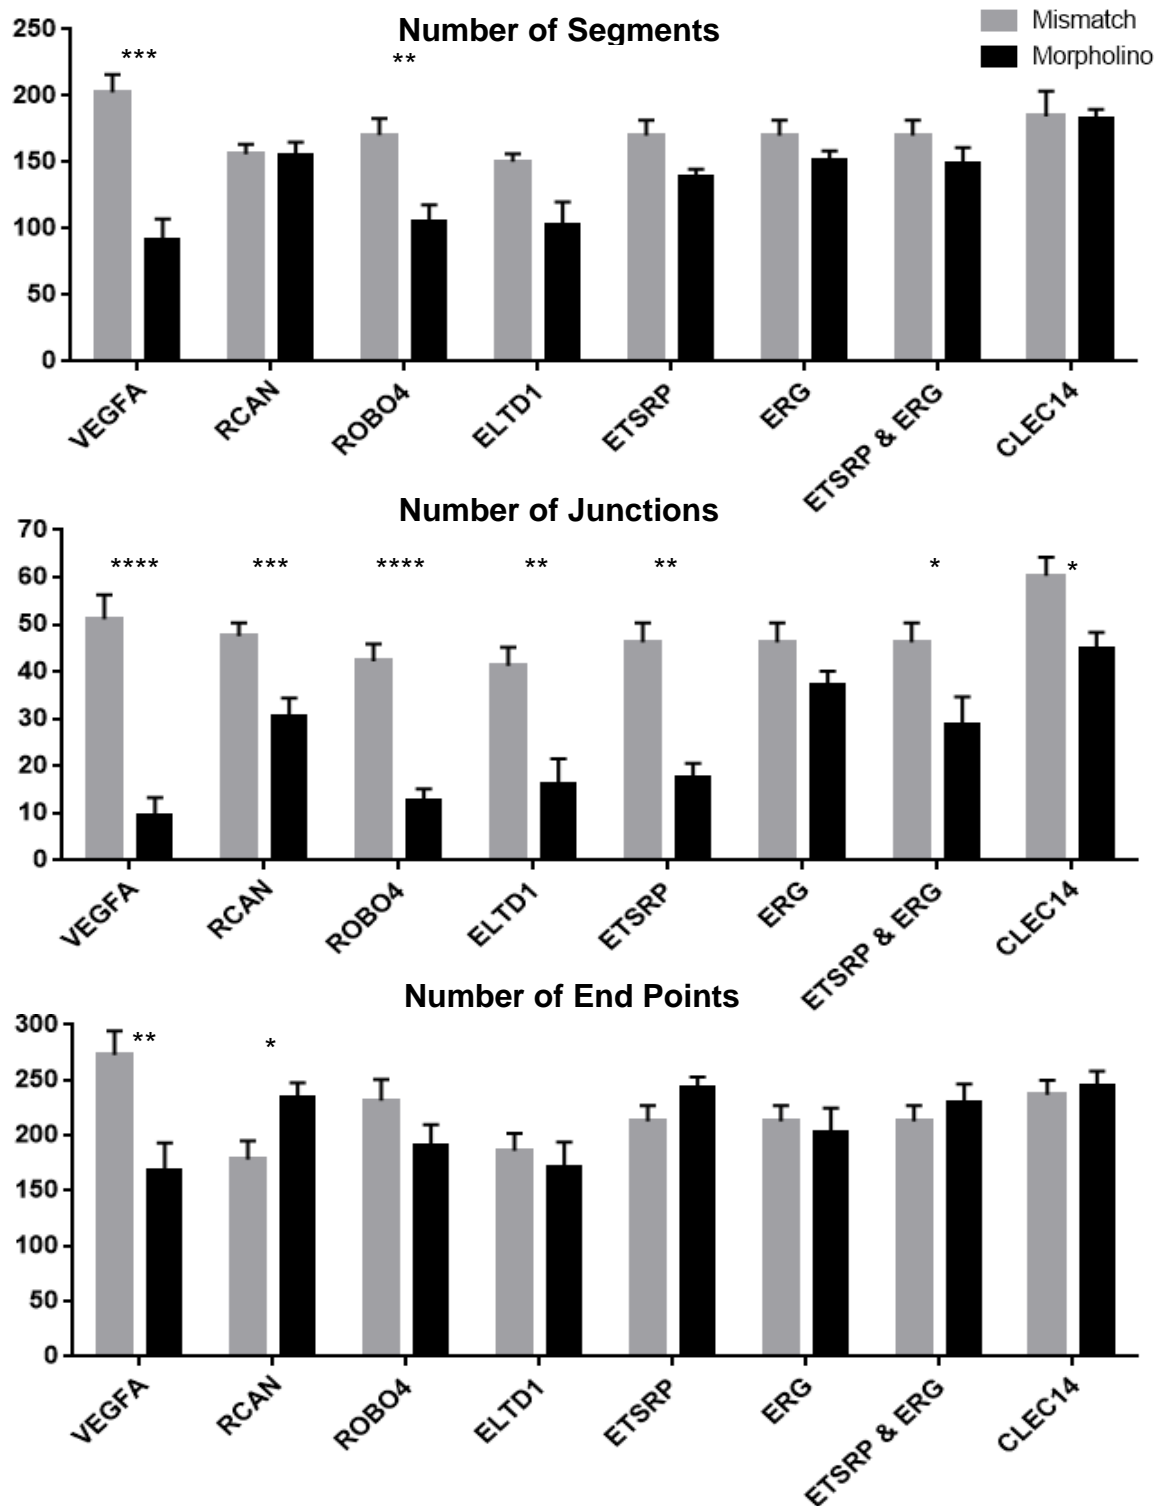 Number of Segments
Mismatch
Morpholino
250
200
150
100
50
0
***
**
VEGFA
RCAN
ROBO4
ELTD1
ETSRP
ERG
ETSRP & ERG
CLEC14
Number of Junctions
70
60
50
40
30
20
10
0
****
***
****
**
**
*
*
VEGFA
RCAN
ROBO4
ELTD1
ETSRP
ERG
ETSRP & ERG
CLEC14
Number of End Points
300
250
200
150
100
50
0
**
*
VEGFA
RCAN
ROBO4
ELTD1
ETSRP
ERG
ETSRP & ERG
CLEC14